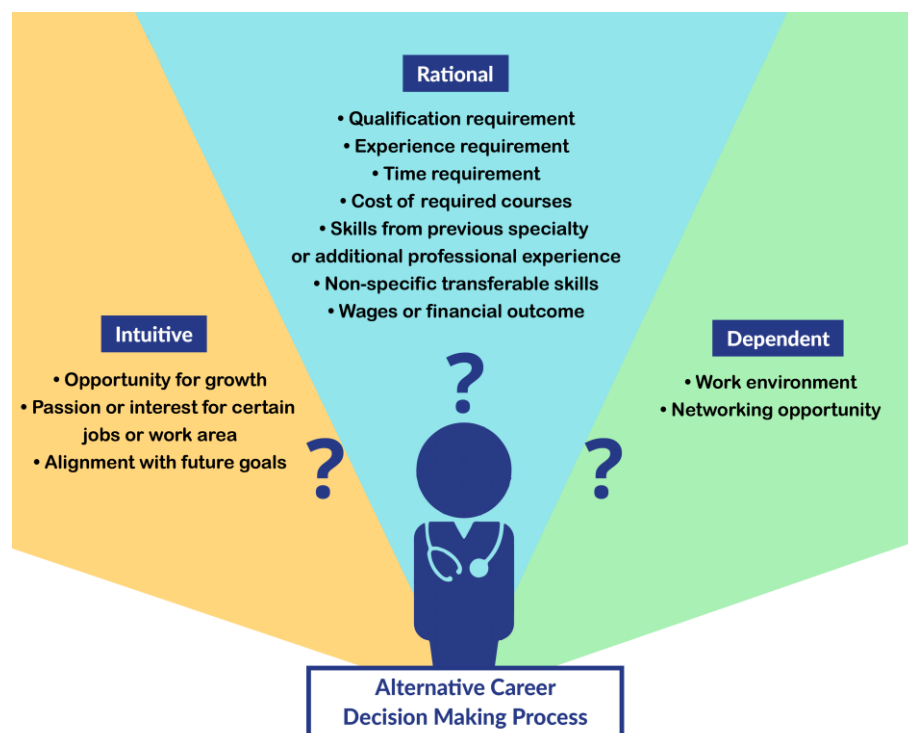 Rational
• Qualification requirement
• Experience requirement
• Time requirement
• Cost of required courses
• Skills from previous specialty
or additional professional experience
• Non-specific transferable skills
• Wages or financial outcome
Intuitive
• Opportunity for growth
• Passion or interest for certain
jobs or work area
• Alignment with future goals
Dependent
• Work environment
• Networking opportunity
?
?
?
Alternative Career
Decision Making Process